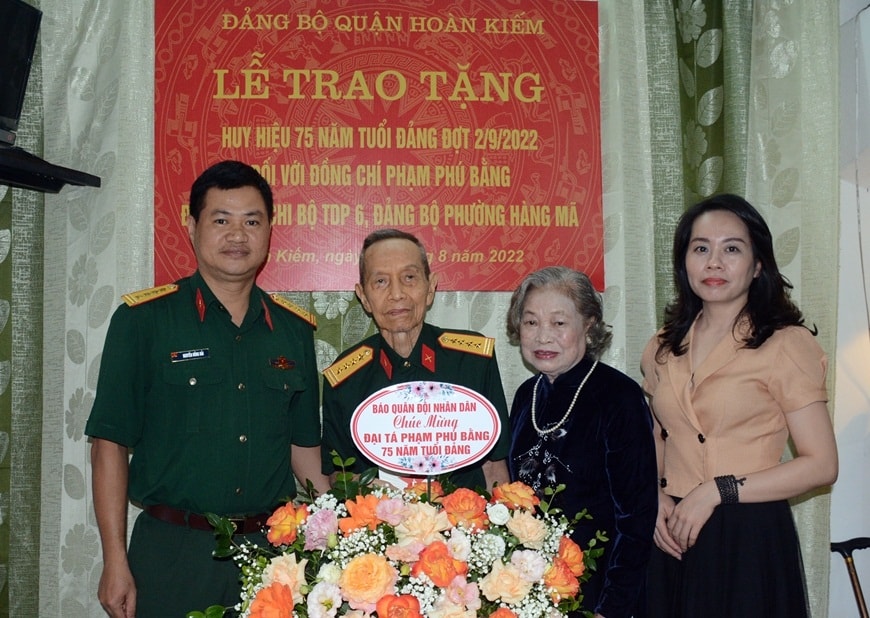 ĐẢNG BỘ QUẬN HOÀN KIẾM
LỄ TRAO TẶNG
HUY HIỆU 75 NĂM TUỔI ĐẢNG ĐỢT 2/9/2022
ĐỐI VỚI ĐỒNG CHÍ PHẠM PHÚ BẰNG
HI BỘ TDP 6, ĐẢNG BỘ PHƯỜNG HÀNG MÃ
Kiếm, ngày 8 năm 2022
BÁO QUÂN ĐỘI NHÂN DÂN
Chúc Mừng
ĐẠI TÁ PHẠM PHÚ BẰNG
75 NĂM TUỔI ĐẢNG